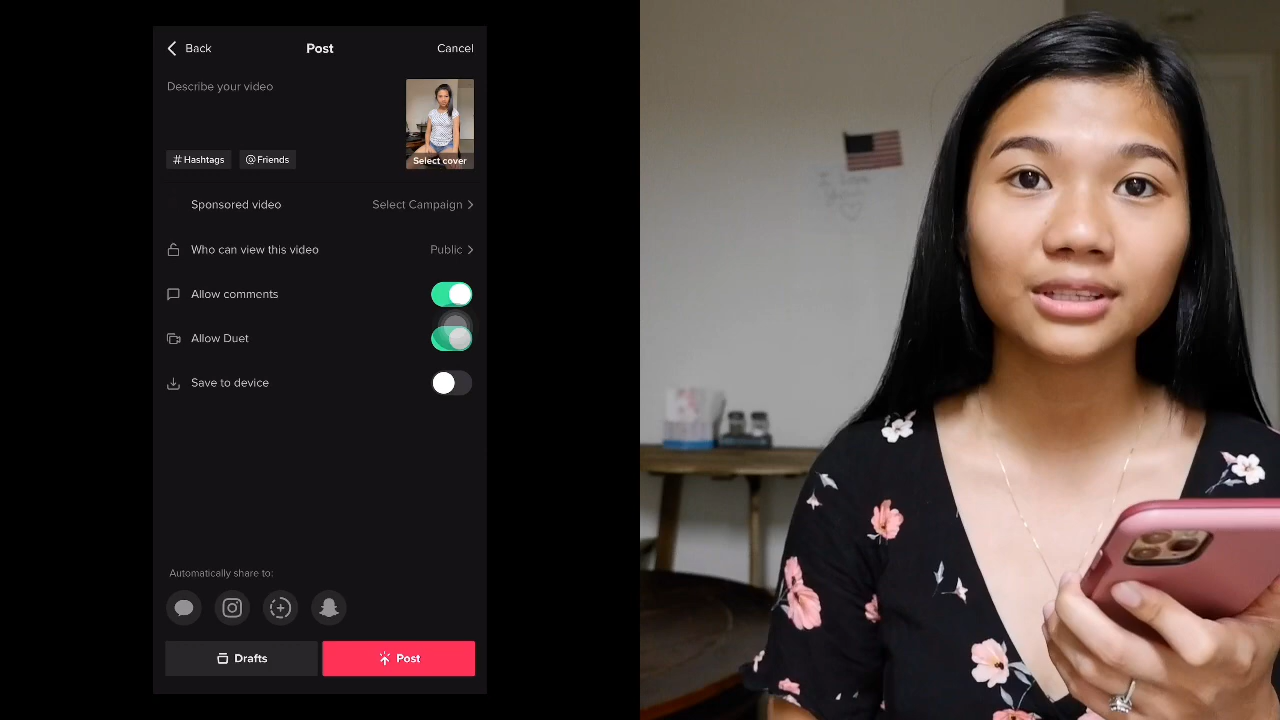 Back
Post
Cancel
Describe your video
Select cover
# Hashtags
@ Friends
Sponsored video
Select Campaign
Who can view this video
Public
Allow comments
Allow Duet
Save to device
Automatically share to:
Drafts
Post